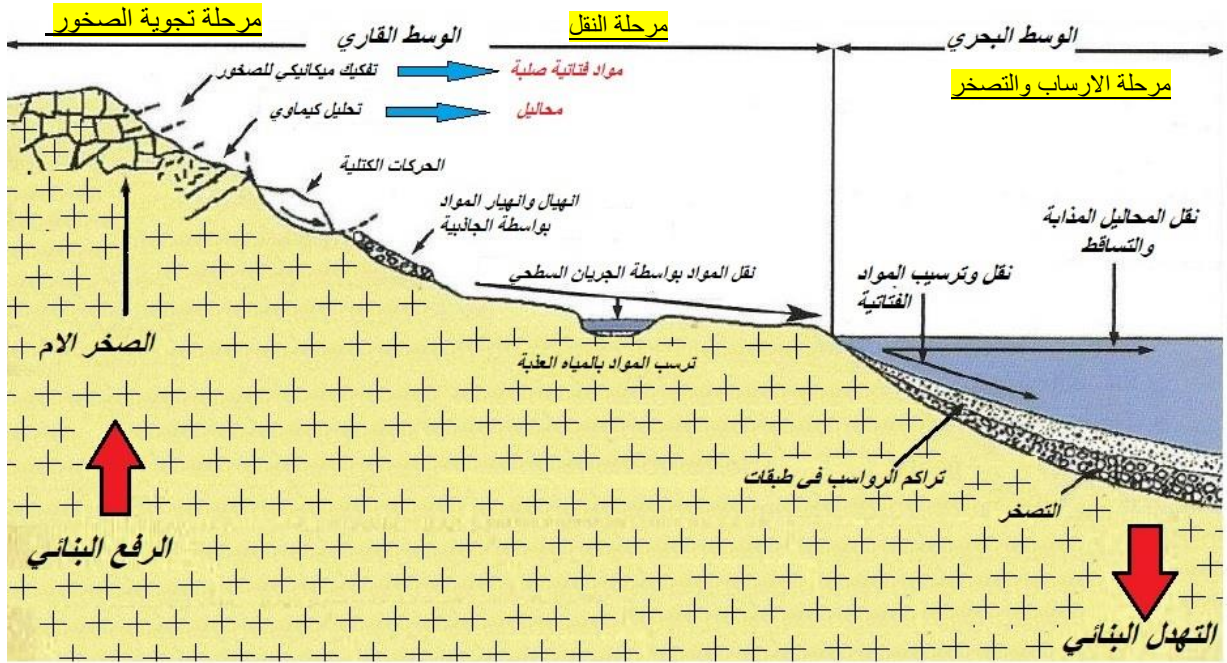 مرحلة تجوية الصخور
مرحلة النقل
الوسط القاري
الوسط البحري
مرحلة الارساب والتصخر
تفكيك ميكانيكي للصخور
مواد فتاتية صلبة
تحليل كيماوي
محاليل
الحركات الكتلية
انهيال وانهيار المواد
بواسطة الجاذبية
نقل المواد بواسطة الجريان السطحي
ترسب المواد بالمياه العذبة
نقل المحاليل المذابة
والتساقط
نقل وترسيب المواد
الفتاتية
الصخر الام
تراكم الرواسب في طبقات
التصخر
الرفع البنائي
التهدل البنائي